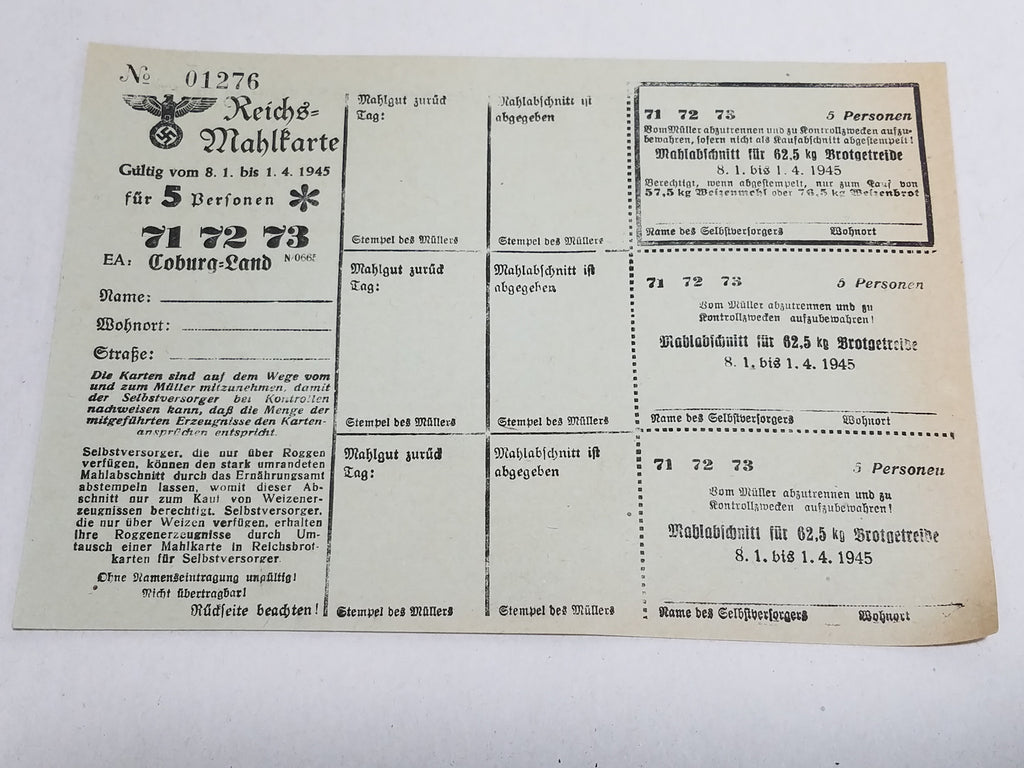 № 01276
Reichs=
Mahlkarte
Gültig vom 8. 1. bis 1. 4. 1945
für 5 Personen *
71 72 73
EA: Coburg=Land
Name:
Wohnort:
Straße:
Die Karten sind auf dem Wege vom
und zum Müller mitzunehmen, damit
der Selbstversorger bei Kontrollen
nachweisen kann, daß die Menge der
mitgeführten Erzeugnisse den Karten-
ansprüchen entspricht.
Selbstversorger, die nur über Roggen
verfügen, können den stark umrandeten
Mahlabschnitt durch das Ernährungsamt
abstempeln lassen, womit dieser Ab-
schnitt nur zum Kauf von Weizener-
zeugnissen berechtigt. Selbstversorger,
die nur über Weizen verfügen, erhalten
ihre Roggenerzeugnisse durch Um-
tausch einer Mahlkarte in Reichsbrot-
karten für Selbstversorger.
Ohne Namenseintragung ungültig!
Nicht übertragbar!
Rückseite beachten!
Mahlgut zurück
Tag:
Stempel des Müllers
Mahlabschnitt ist
abgegeben
Stempel des Müllers
Mahlgut zurück
Tag:
Stempel des Müllers
Mahlabschnitt ist
abgegeben
Stempel des Müllers
Mahlgut zurück
Tag:
Stempel des Müllers
Mahlabschnitt ist
abgegeben
Stempel des Müllers
71 72 73 5 Personen
Vom Müller abzutrennen und zu Kontrollzwecken aufzu-
bewahren, sofern nicht als Kaufabschnitt abgestempelt!
Mahlabschnitt für 62.5 kg Brotgetreide
8. 1. bis 1. 4. 1945
Berechtigt, wenn abgestempelt, nur zum Kauf von
57,5 kg Weizenmehl oder 76,5 kg Weizenbrot
Name des Selbstversorgers Wohnort
71 72 73 5 Personen
Vom Müller abzutrennen und zu
Kontrollzwecken aufzubewahren!
Mahlabschnitt für 62.5 kg Brotgetreide
8. 1. bis 1. 4. 1945
Name des Selbstversorgers Wohnort
71 72 73 5 Personen
Vom Müller abzutrennen und zu
Kontrollzwecken aufzubewahren!
Mahlabschnitt für 62,5 kg Brotgetreide
8. 1. bis 1. 4. 1945
Name des Selbstversorgers Wohnort